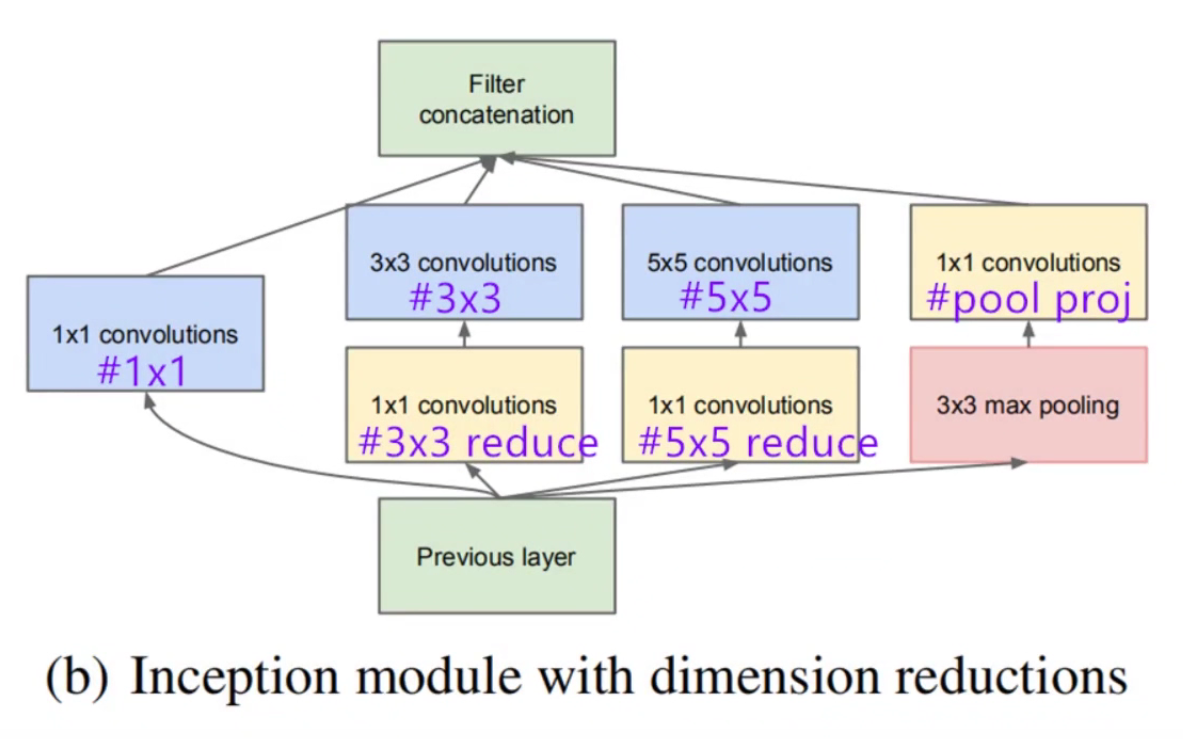 Filter
concatenation
3x3 convolutions
#3x3
5x5 convolutions
#5x5
1x1 convolutions
#pool proj
1x1 convolutions
#1x1
1x1 convolutions
#3x3 reduce
1x1 convolutions
#5x5 reduce
3x3 max pooling
Previous layer
(b) Inception module with dimension reductions